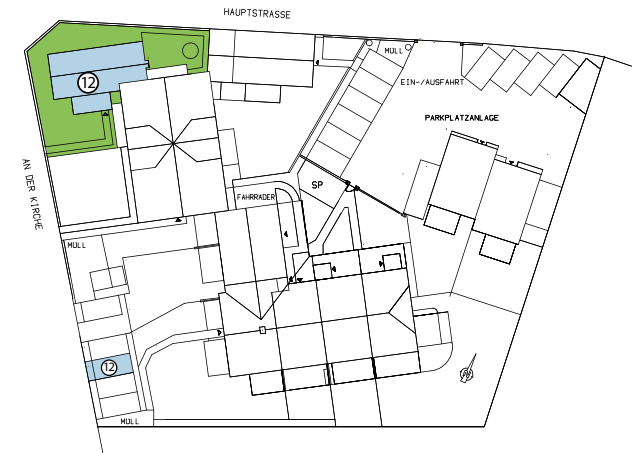 HAUPTSTRASSE
MÜLL
12
EIN-/AUSFAHRT
PARKPLATZANLAGE
AN DER KIRCHE
SP
FAHRRÄDER
MÜLL
12
MÜLL